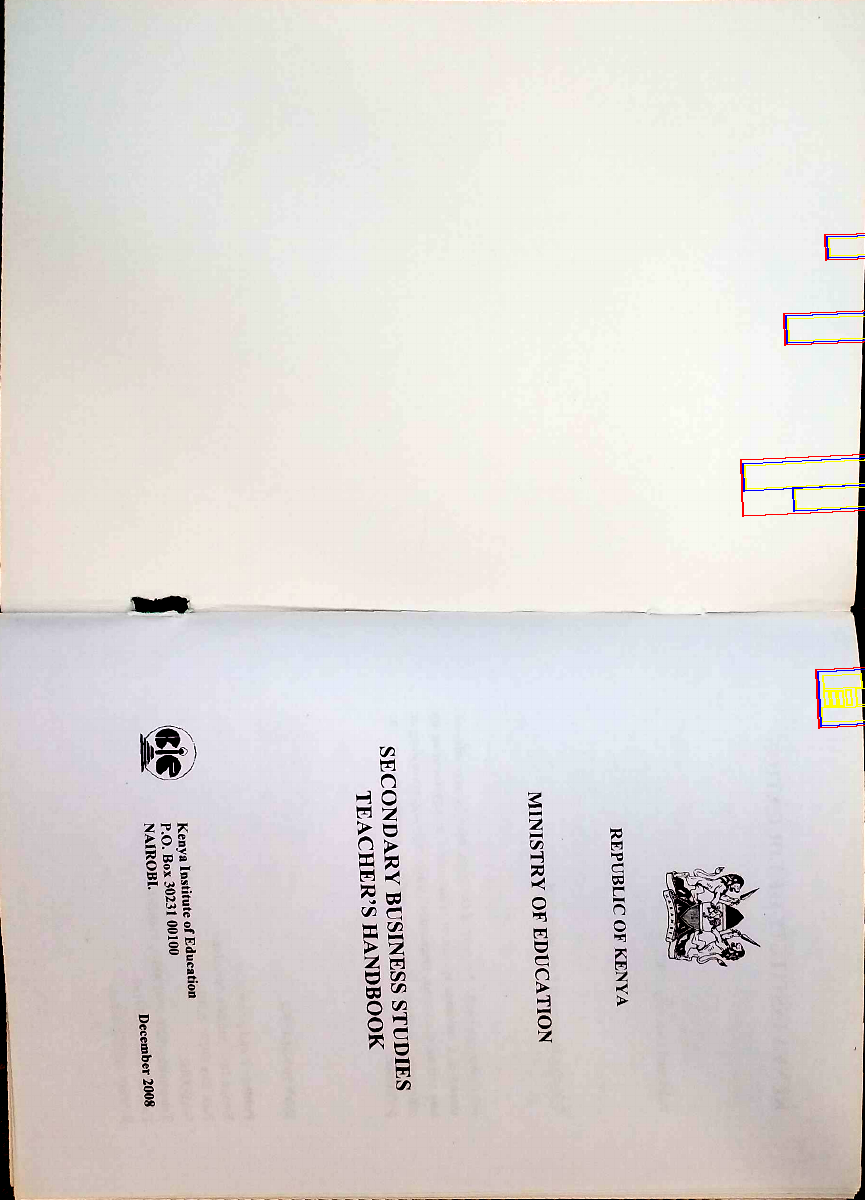 REPUBLIC OF KENYA
MINISTRY OF EDUCATION
SECONDARY BUSINESS STUDIES
TEACHER'S HANDBOOK
KIE
Kenya Institute of Education
P.O. Box 30231 00100
NAIROBI.
December 2008